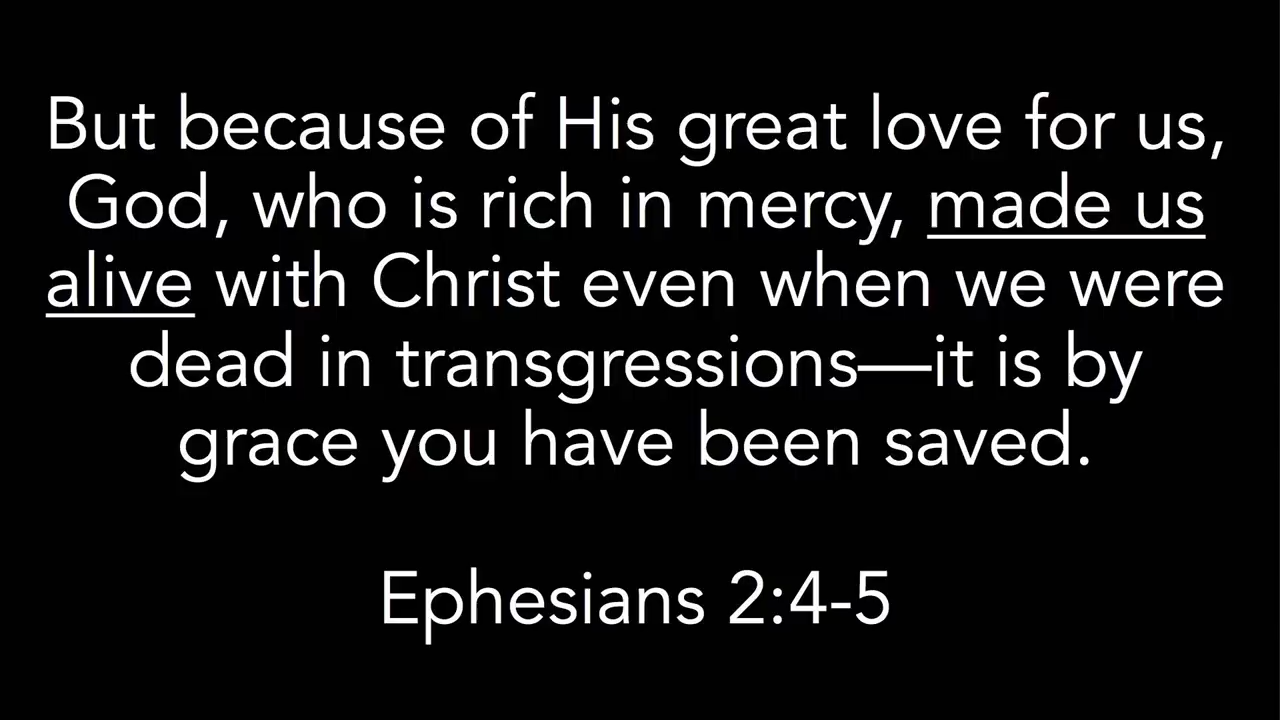 But because of His great love for us,
God, who is rich in mercy, made us
alive with Christ even when we were
dead in transgressions—it is by
grace you have been saved.
Ephesians 2:4-5